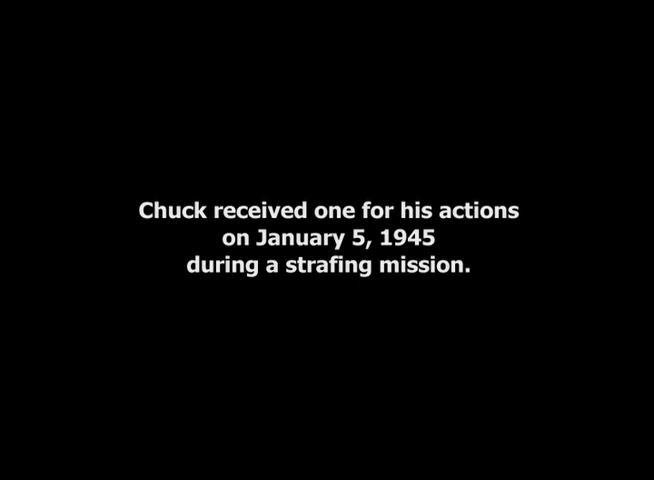 Chuck received one for his actions
on January 5, 1945
during a strafing mission.